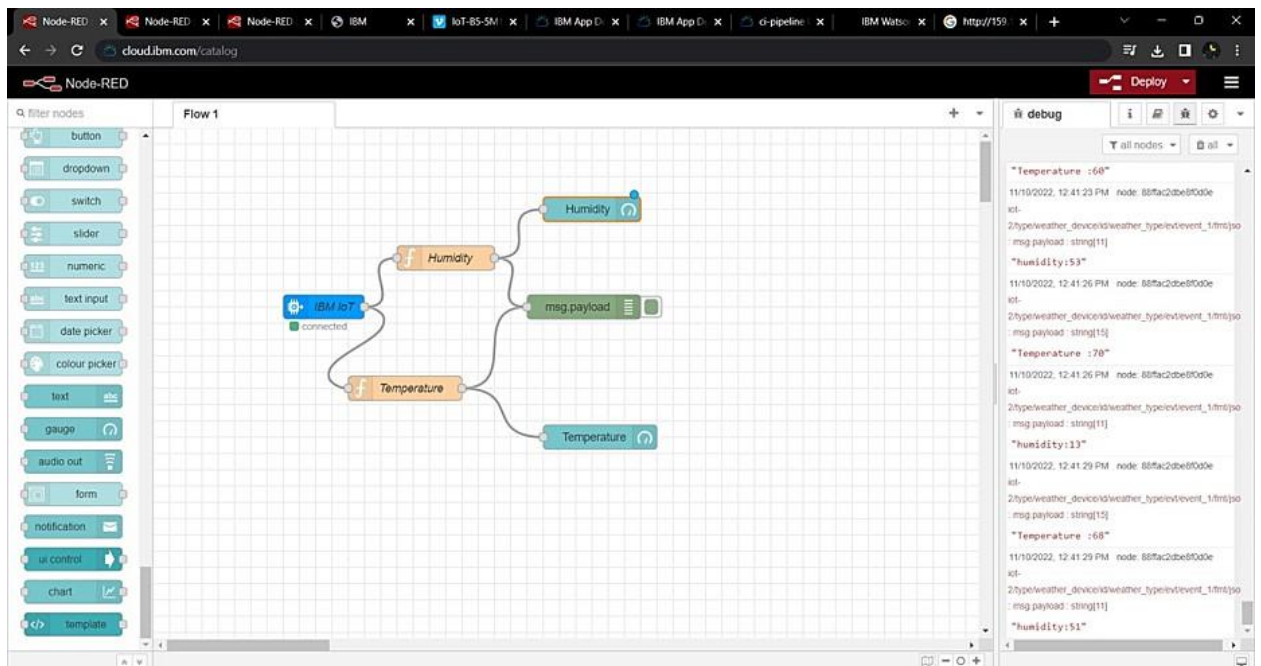 Node-RED
Node-RED
Node-RED
IBM
IoT-B5-5M
IBM App D
IBM App D
ci-pipeline
IBM Watso
http://159.
cloud.ibm.com/catalog
Node-RED
Deploy
filter nodes
Flow 1
debug
i
button
dropdown
switch
slider
numeric
text input
date picker
colour picker
text
abc
gauge
audio out
form
notification
ui control
chart
template
</>
Humidity
f Humidity
IBM IoT
connected
msg.payload
f Temperature
Temperature
all nodes
all
"Temperature :60"
11/10/2022, 12:41:23 PM node: 88ffac2dbe8f0d0e
iot-
2/type/weather_device/id/weather_type/evt/event_1/fmt/jso
: msg.payload : string[11]
"humidity:53"
11/10/2022, 12:41:26 PM node: 88ffac2dbe8f0d0e
iot-
2/type/weather_device/id/weather_type/evt/event_1/fmt/jso
: msg.payload : string[15]
"Temperature :70"
11/10/2022, 12:41:26 PM node: 88ffac2dbe8f0d0e
iot-
2/type/weather_device/id/weather_type/evt/event_1/fmt/jso
: msg.payload : string[11]
"humidity:13"
11/10/2022, 12:41:29 PM node: 88ffac2dbe8f0d0e
iot-
2/type/weather_device/id/weather_type/evt/event_1/fmt/jso
: msg.payload : string[15]
"Temperature :68"
11/10/2022, 12:41:29 PM node: 88ffac2dbe8f0d0e
iot-
2/type/weather_device/id/weather_type/evt/event_1/fmt/jso
: msg.payload : string[11]
"humidity:51"